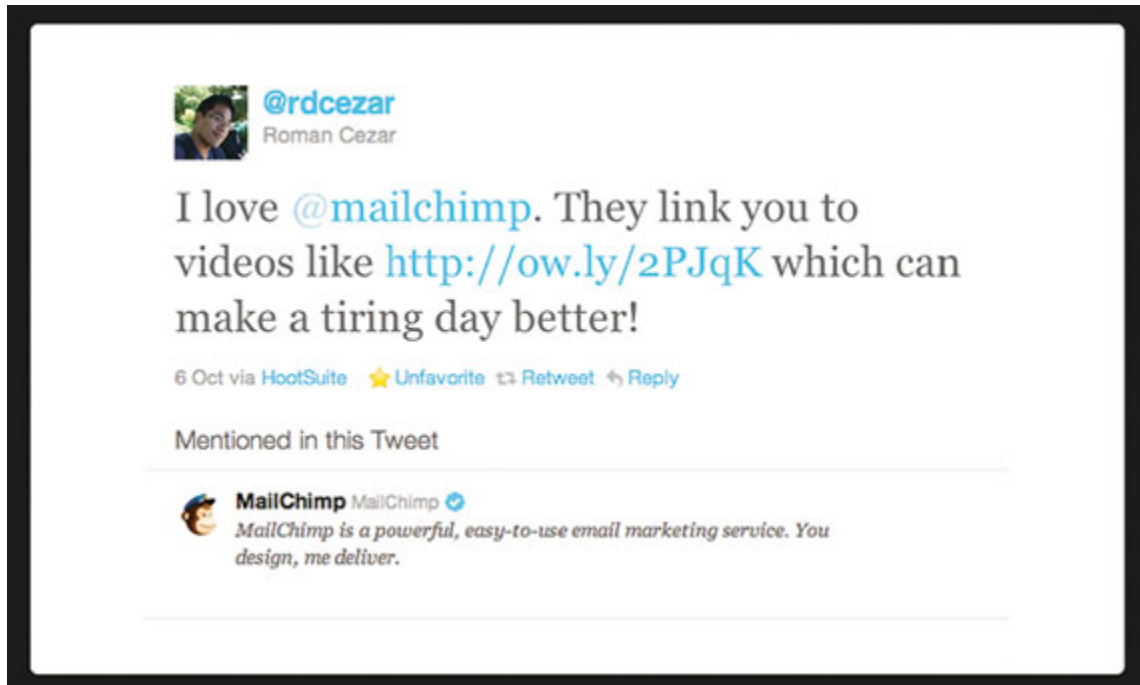 @rdcezar
Roman Cezar
I love @mailchimp. They link you to
videos like http://ow.ly/2PJqK which can
make a tiring day better!
6 Oct via HootSuite Unfavorite Retweet Reply
Mentioned in this Tweet
MailChimp MailChimp
MailChimp is a powerful, easy-to-use email marketing service. You
design, me deliver.